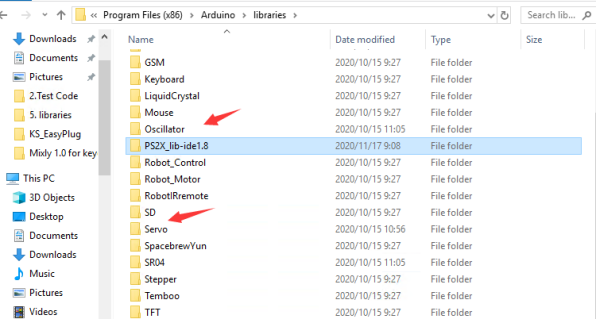 « Program Files (x86) > Arduino > libraries > Search lib...
Name Date modified Type Size
Downloads
Documents
Pictures
2.Test Code
5. libraries
KS_EasyPlug
Mixly 1.0 for key
This PC
3D Objects
Desktop
Documents
Downloads
Music
Pictures
Videos
GSM 2020/10/15 9:27 File folder
Keyboard 2020/10/15 9:27 File folder
LiquidCrystal 2020/10/15 9:27 File folder
Mouse 2020/10/15 9:27 File folder
Oscillator 2020/10/15 11:05 File folder
PS2X_lib-ide1.8 2020/11/17 9:08 File folder
Robot_Control 2020/10/15 9:27 File folder
Robot_Motor 2020/10/15 9:27 File folder
RobotIRremote 2020/10/15 9:27 File folder
SD 2020/10/15 9:27 File folder
Servo 2020/10/15 10:56 File folder
SpacebrewYun 2020/10/15 9:27 File folder
SR04 2020/10/15 11:05 File folder
Stepper 2020/10/15 9:27 File folder
Temboo 2020/10/15 9:27 File folder
TFT 2020/10/15 9:27 File folder